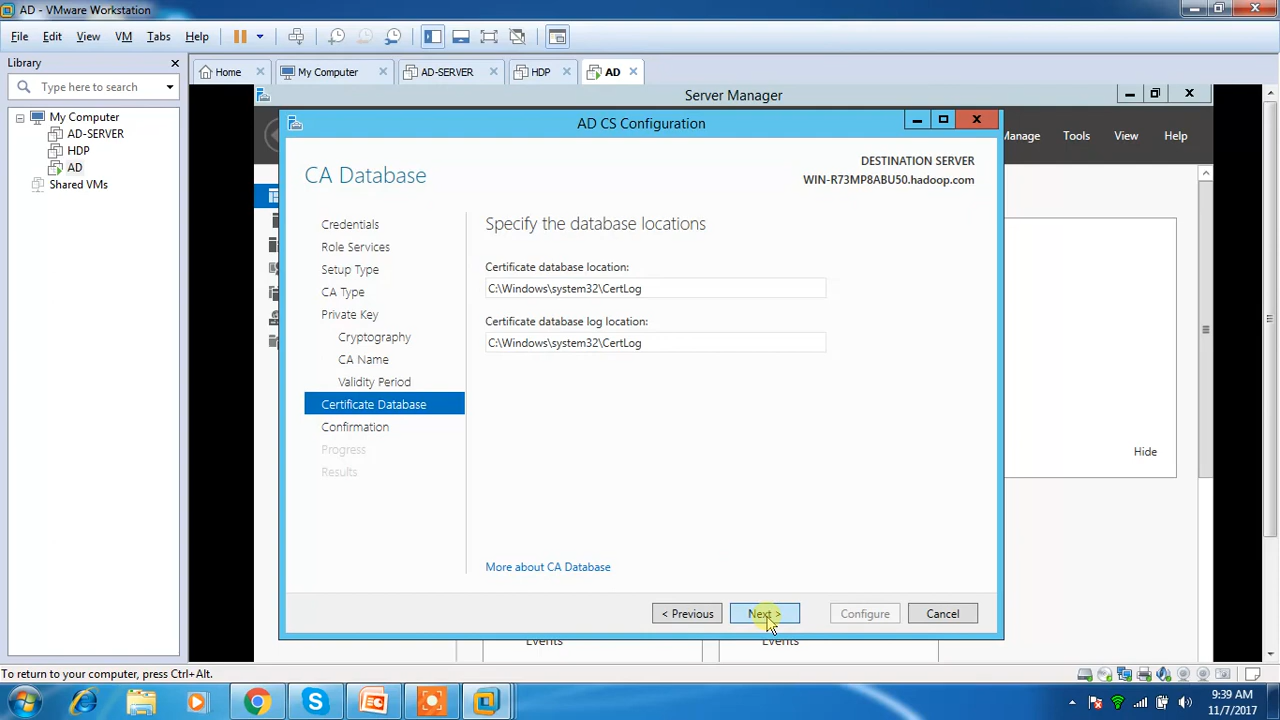 AD - VMware Workstation
File Edit View VM Tabs Help
Library
Type here to search
My Computer
AD-SERVER
HDP
AD
Shared VMs
Home
My Computer
AD-SERVER
HDP
AD
Server Manager
Manage Tools View Help
AD CS Configuration
CA Database
DESTINATION SERVER
WIN-R73MP8ABU50.hadoop.com
Credentials
Role Services
Setup Type
CA Type
Private Key
Cryptography
CA Name
Validity Period
Certificate Database
Confirmation
Progress
Results
Specify the database locations
Certificate database location:
C:\Windows\system32\CertLog
Certificate database log location:
C:\Windows\system32\CertLog
More about CA Database
< Previous
Next >
Configure
Cancel
Hide
Events
Events
To return to your computer, press Ctrl+Alt.
9:39 AM
11/7/2017